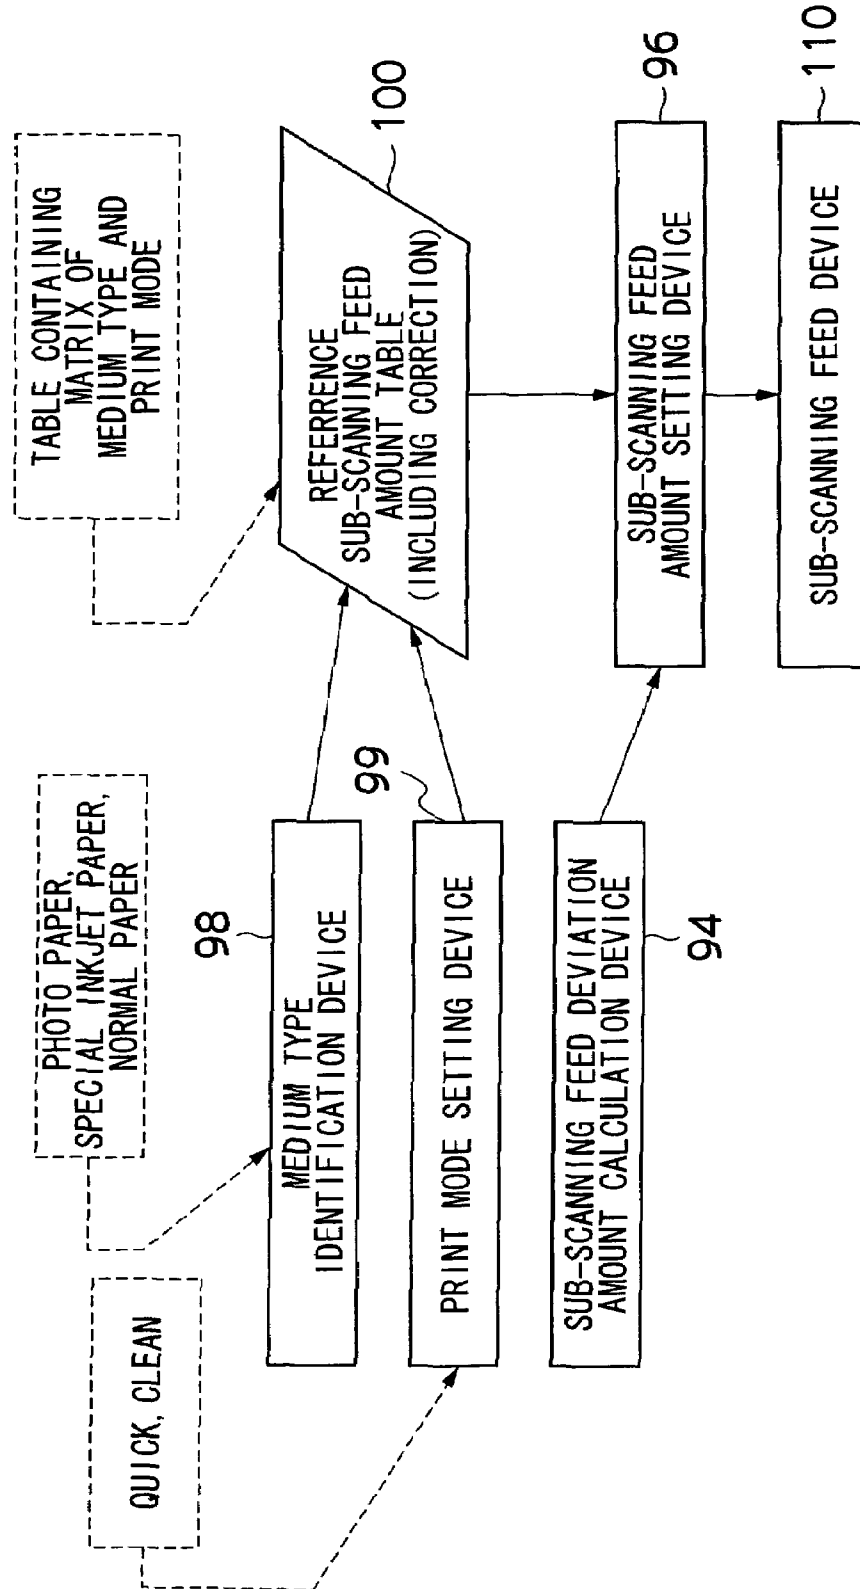 QUICK, CLEAN
PHOTO PAPER,
SPECIAL INKJET PAPER,
NORMAL PAPER
TABLE CONTAINING
MATRIX OF
MEDIUM TYPE AND
PRINT MODE
98
MEDIUM TYPE
IDENTIFICATION DEVICE
99
PRINT MODE SETTING DEVICE
SUB-SCANNING FEED DEVIATION
AMOUNT CALCULATION DEVICE
94
100
REFERRENCE
SUB-SCANNING FEED
AMOUNT TABLE
(INCLUDING CORRECTION)
96
SUB-SCANNING FEED
AMOUNT SETTING DEVICE
110
SUB-SCANNING FEED DEVICE